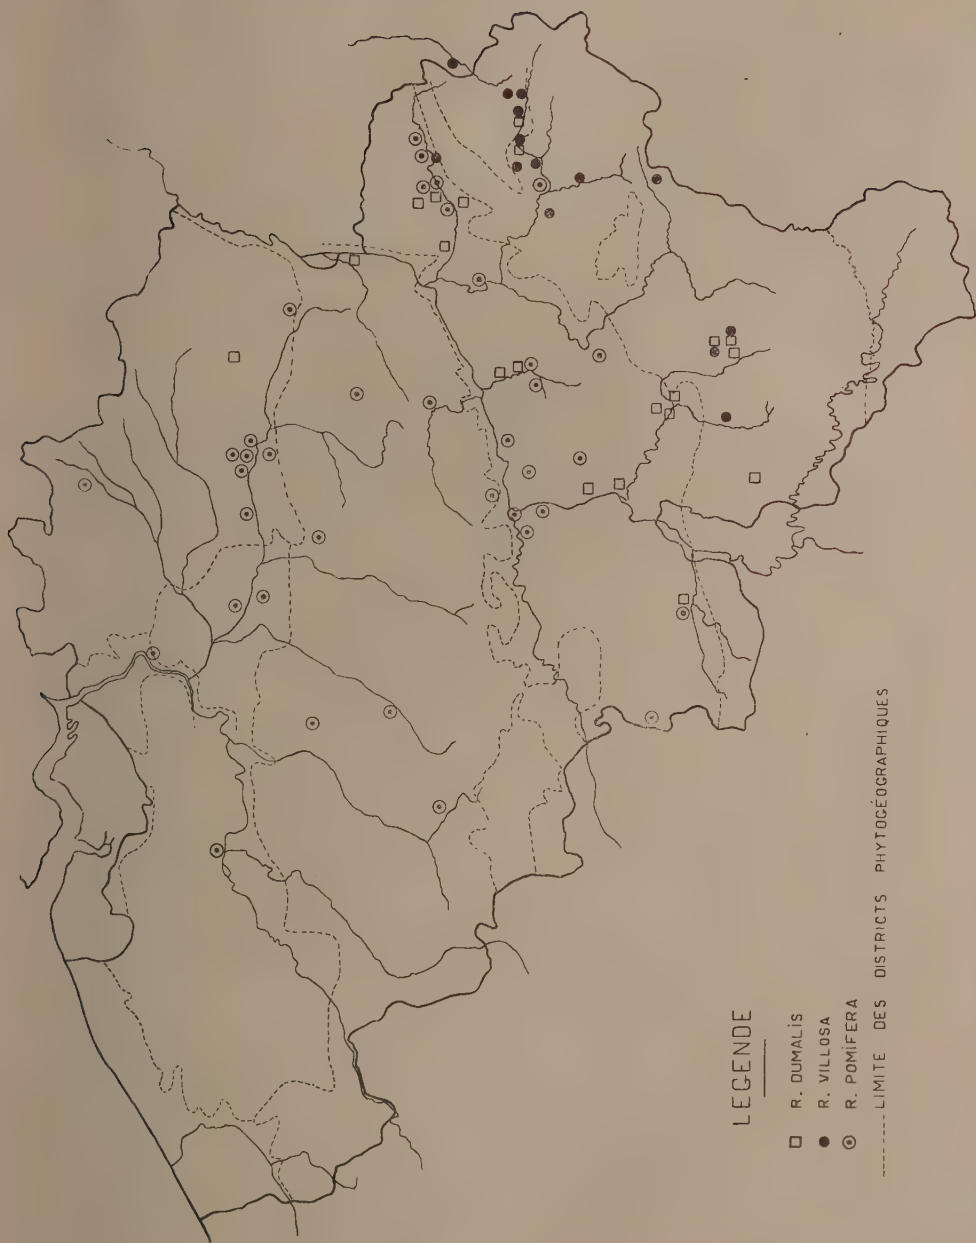 LEGENDE
R. DUMALIS
R. VILLOSA
R. POMIFERA
LIMITE DES DISTRICTS PHYTOGÉOGRAPHIQUES